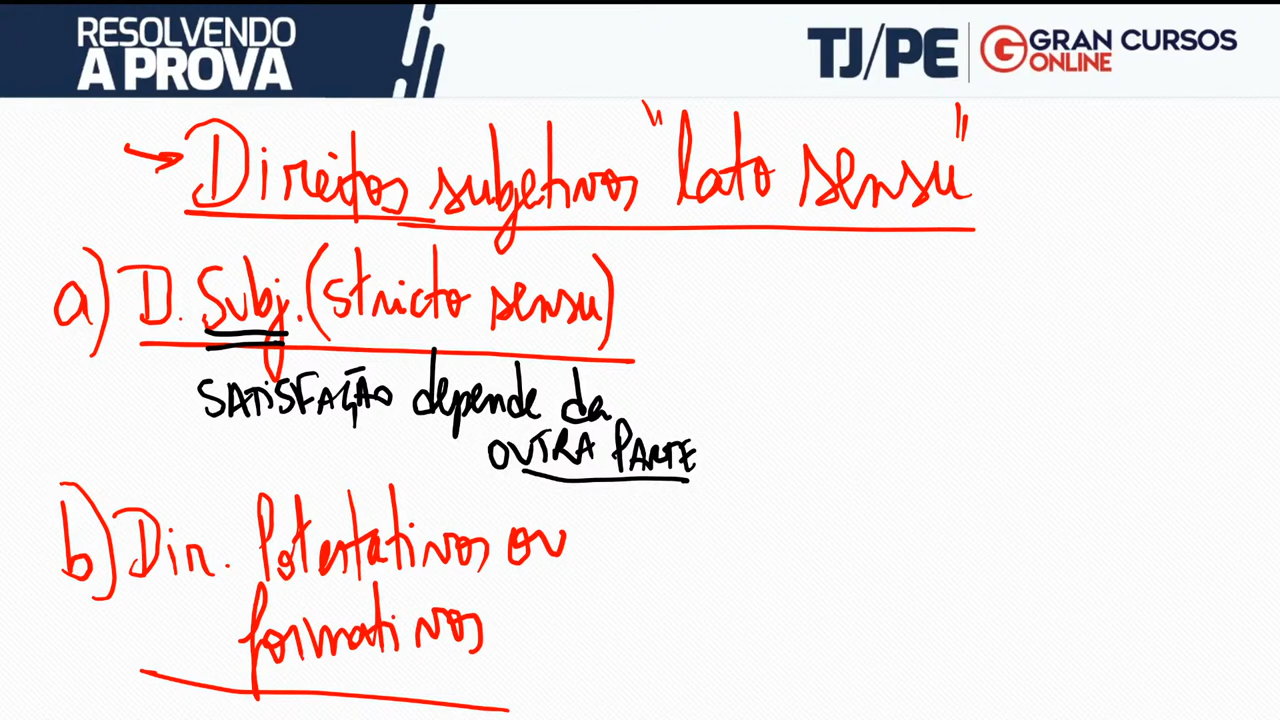 RESOLVENDO
A PROVA
TJ/PE
GRAN CURSOS
ONLINE
→ Direitos subjetivos "lato sensu"
a) D. Subj. (stricto sensu)
SATISFAÇÃO depende da
OUTRA PARTE
b) Dir. Potestativos ou
formativos